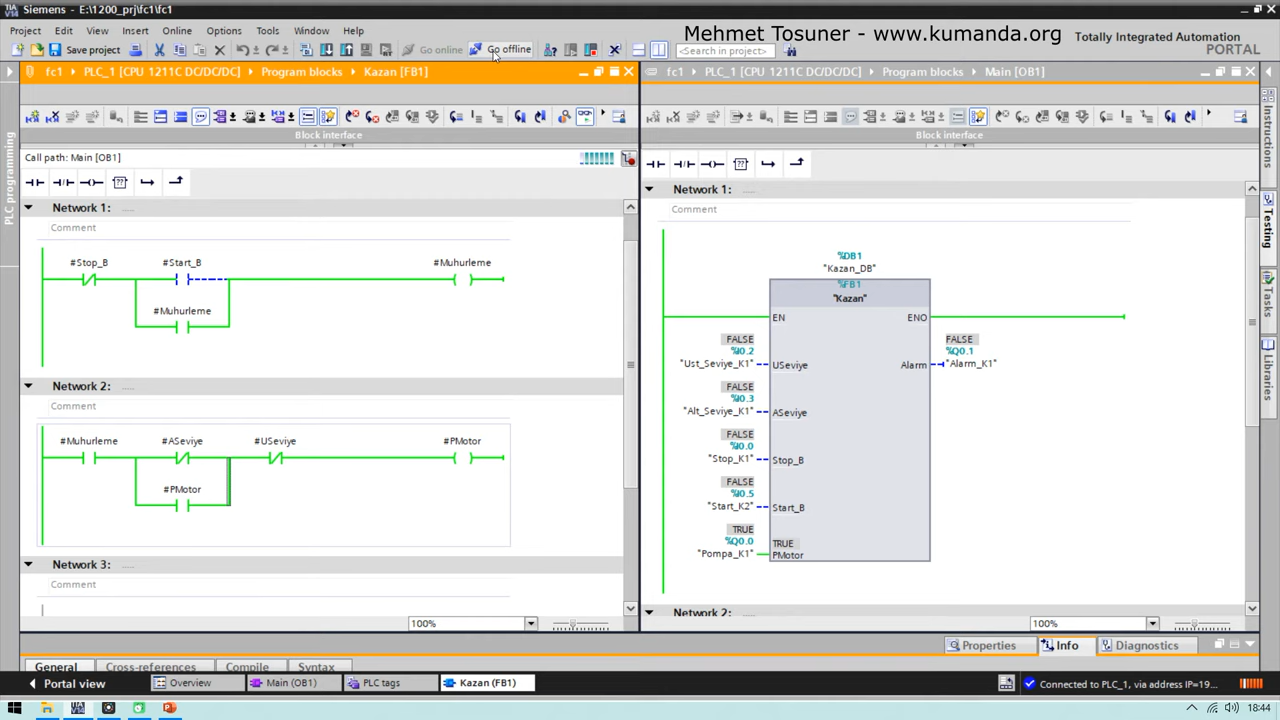 Siemens - E:\1200_prj\fc1\fc1
Project Edit View Insert Online Options Tools Window Help
Mehmet Tosuner - www.kumanda.org
Totally Integrated Automation
PORTAL
Save project
Go online
Go offline
<Search in project>
fc1 PLC_1 [CPU 1211C DC/DC/DC] Program blocks Kazan [FB1]
fc1 PLC_1 [CPU 1211C DC/DC/DC] Program blocks Main [OB1]
Block interface
Block interface
PLC programming
Call path: Main [OB1]
Network 1:
Comment
#Stop_B #Start_B #Muhurleme
#Muhurleme
Network 2:
Comment
#Muhurleme #ASeviye #USeviye #PMotor
#PMotor
Network 3:
Comment
100%
Network 1:
Comment
%DB1
"Kazan_DB"
%FB1
"Kazan"
EN ENO
FALSE
%I0.2
"Ust_Seviye_K1" USeviye
FALSE
%Q0.1
Alarm "Alarm_K1"
FALSE
%I0.3
"Alt_Seviye_K1" ASeviye
FALSE
%I0.0
"Stop_K1" Stop_B
FALSE
%I0.5
"Start_K2" Start_B
TRUE
%Q0.0
"Pompa_K1"
TRUE
PMotor
Network 2:
100%
Instructions
Testing
Tasks
Libraries
Properties Info Diagnostics
General Cross-references Compile Syntax
Portal view Overview Main (OB1) PLC tags Kazan (FB1)
Connected to PLC_1, via address IP=19...
18:44